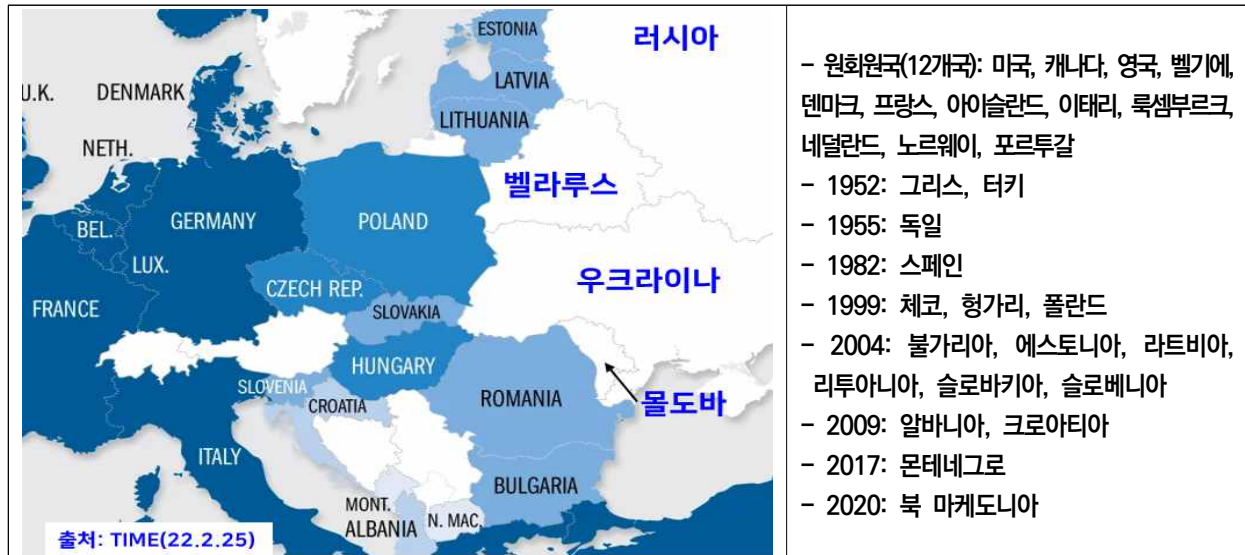 ESTONIA
러시아
LATVIA
U.K.
DENMARK
LITHUANIA
NETH.
벨라루스
GERMANY
POLAND
BEL.
LUX.
우크라이나
CZECH REP.
FRANCE
SLOVAKIA
HUNGARY
SLOVENIA
ROMANIA
몰도바
CROATIA
ITALY
BULGARIA
MONT.
N. MAC.
ALBANIA
출처: TIME(22.2.25)
- 원회원국(12개국): 미국, 캐나다, 영국, 벨기에,
덴마크, 프랑스, 아이슬란드, 이태리, 룩셈부르크,
네덜란드, 노르웨이, 포르투갈
- 1952: 그리스, 터키
- 1955: 독일
- 1982: 스페인
- 1999: 체코, 헝가리, 폴란드
- 2004: 불가리아, 에스토니아, 라트비아,
리투아니아, 슬로바키아, 슬로베니아
- 2009: 알바니아, 크로아티아
- 2017: 몬테네그로
- 2020: 북 마케도니아